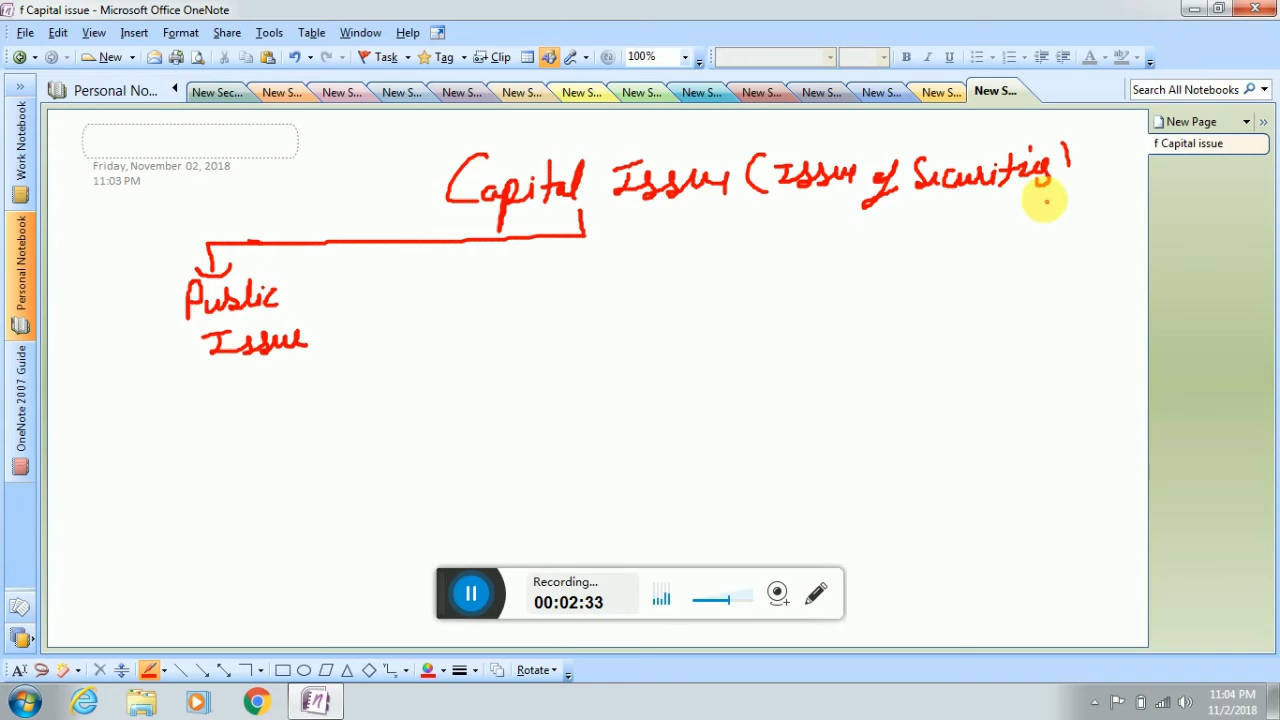 f Capital issue - Microsoft Office OneNote
File Edit View Insert Format Share Tools Table Window Help
New Task Tag Clip 100%
Personal No... New Sec... New S... New S... New S... New S... New S... New S... New S... New S... New S... New S... New S... New S... New S... Search All Notebooks
Work Notebook
Personal Notebook
OneNote 2007 Guide
New Page
f Capital issue
Friday, November 02, 2018
11:03 PM
Capital Issue (Issue of Securities)
Public
Issue
Recording...
00:02:33
Rotate
11:04 PM
11/2/2018